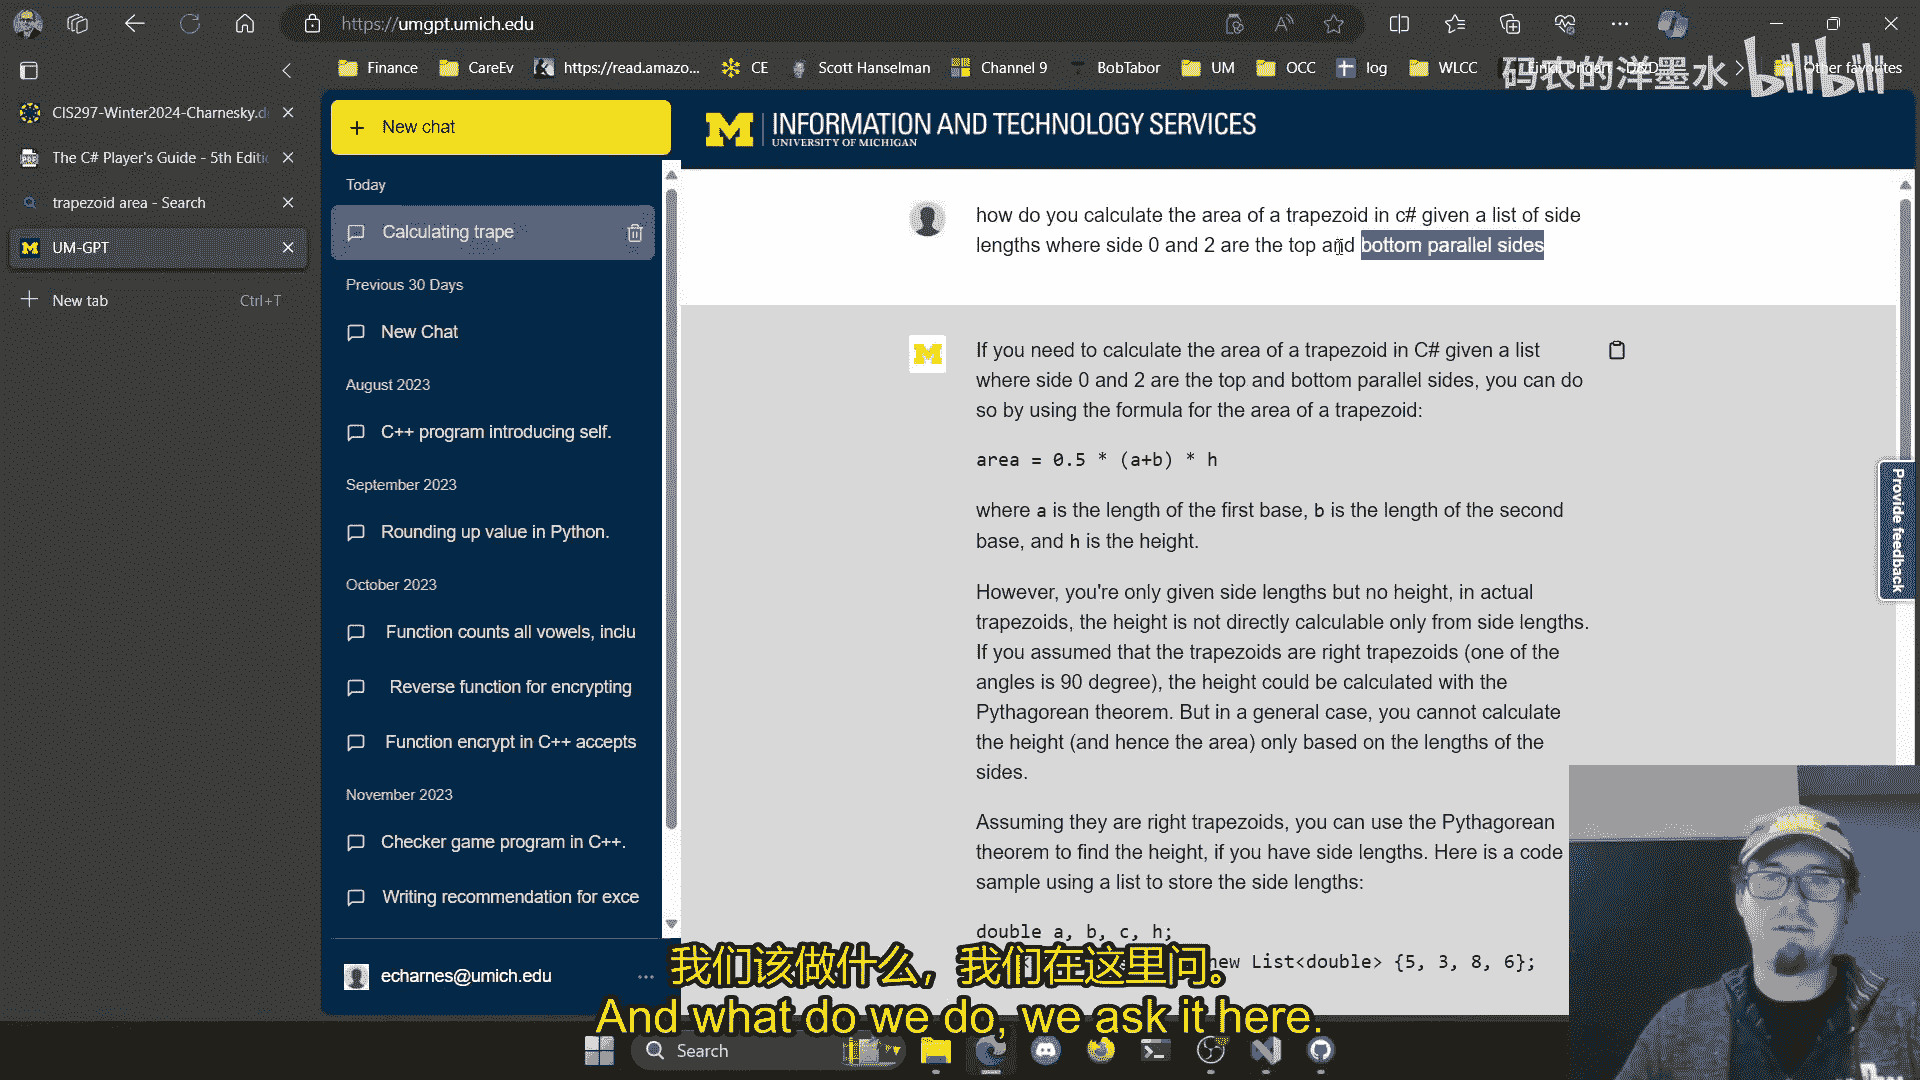 https://umgpt.umich.edu
Finance
CareEv
https://read.amazo...
CE
Scott Hanselman
Channel 9
BobTabor
UM
OCC
log
WLCC
Other favorites
码农的洋墨水
bilibili
CIS297-Winter2024-Charnesky.d
The C# Player's Guide - 5th Editi
trapezoid area - Search
UM-GPT
New tab
Ctrl+T
New chat
Today
Calculating trape
Previous 30 Days
New Chat
August 2023
C++ program introducing self.
September 2023
Rounding up value in Python.
October 2023
Function counts all vowels, inclu
Reverse function for encrypting
Function encrypt in C++ accepts
November 2023
Checker game program in C++.
Writing recommendation for exce
echarnes@umich.edu
M
INFORMATION AND TECHNOLOGY SERVICES
UNIVERSITY OF MICHIGAN
how do you calculate the area of a trapezoid in c# given a list of side
lengths where side 0 and 2 are the top and bottom parallel sides
If you need to calculate the area of a trapezoid in C# given a list
where side 0 and 2 are the top and bottom parallel sides, you can do
so by using the formula for the area of a trapezoid:
area = 0.5 * (a+b) * h
where a is the length of the first base, b is the length of the second
base, and h is the height.
However, you're only given side lengths but no height, in actual
trapezoids, the height is not directly calculable only from side lengths.
If you assumed that the trapezoids are right trapezoids (one of the
angles is 90 degree), the height could be calculated with the
Pythagorean theorem. But in a general case, you cannot calculate
the height (and hence the area) only based on the lengths of the
sides.
Assuming they are right trapezoids, you can use the Pythagorean
theorem to find the height, if you have side lengths. Here is a code
sample using a list to store the side lengths:
double a, b, c, h;
new List<double> {5, 3, 8, 6};
Provide feedback
我们该做什么，我们在这里问。
And what do we do, we ask it here.
Search